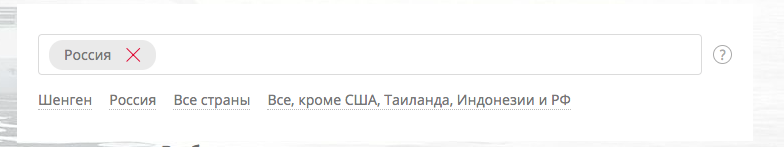 Россия
?
Шенген Россия Все страны Все, кроме США, Таиланда, Индонезии и РФ